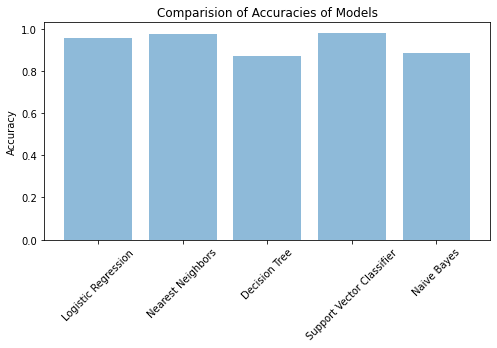 Comparision of Accuracies of Models
Accuracy
1.0
0.8
0.6
0.4
0.2
0.0
Logistic Regression
Nearest Neighbors
Decision Tree
Support Vector Classifier
Naive Bayes